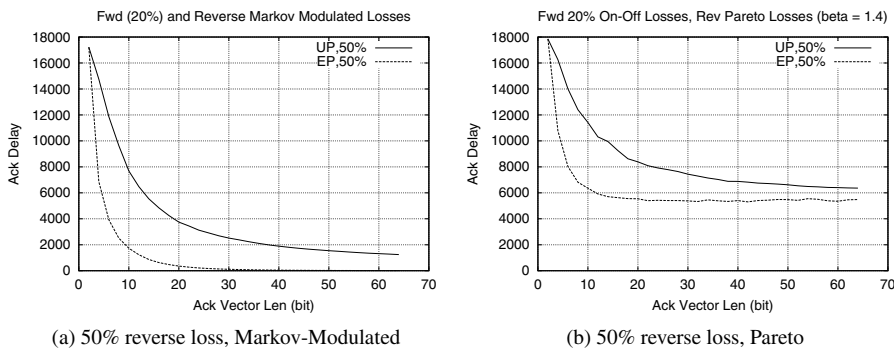 Fwd (20%) and Reverse Markov Modulated Losses
18000
16000
14000
12000
10000
8000
6000
4000
2000
0
Ack Delay
UP,50%
EP,50%
0 10 20 30 40 50 60 70
Ack Vector Len (bit)
(a) 50% reverse loss, Markov-Modulated
Fwd 20% On-Off Losses, Rev Pareto Losses (beta = 1.4)
18000
16000
14000
12000
10000
8000
6000
4000
2000
0
Ack Delay
UP,50%
EP,50%
0 10 20 30 40 50 60 70
Ack Vector Len (bit)
(b) 50% reverse loss, Pareto